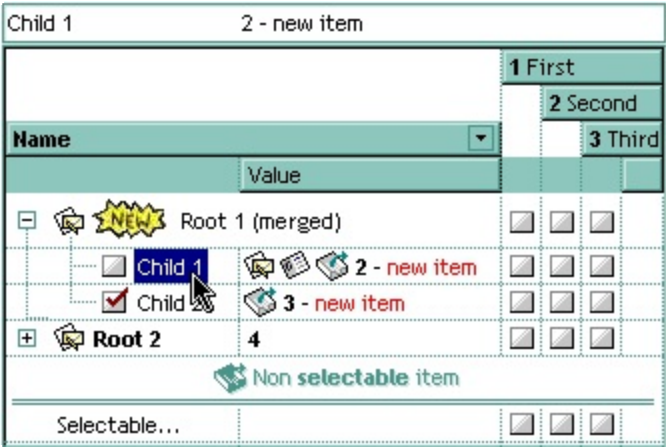 Child 1 2 - new item
1 First
2 Second
Name 3 Third
Value
NEW Root 1 (merged)
Child 1 2 - new item
Child 2 3 - new item
Root 2 4
Non selectable item
Selectable...